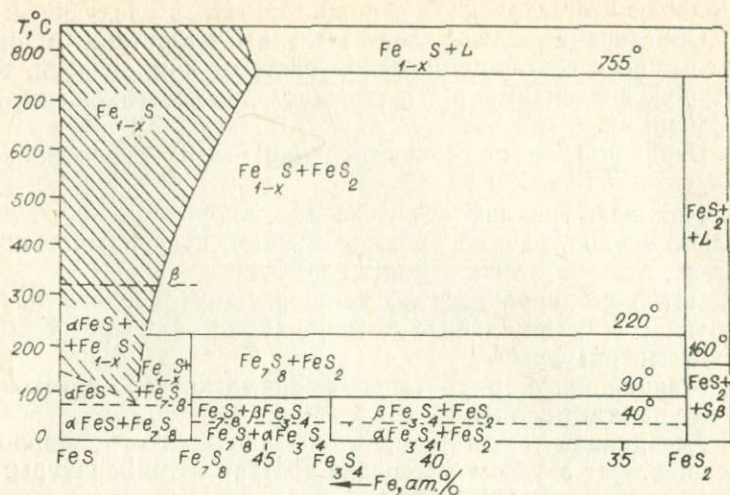 T,°C
800
700
600
500
400
300
200
100
0
Fe₁₋ₓS+L
755°
Fe₁₋ₓS
Fe₁₋ₓS+FeS₂
FeS₂+
+L
β
αFeS+
+Fe₁₋ₓS
220°
160°
Fe₁₋ₓS+
+Fe₇S₈
Fe₇S₈+FeS₂
αFeS
90°
FeS₂+
+Sβ
αFeS+Fe₇S₈
Fe₇S₈+βFe₃S₄
βFe₃S₄+FeS₂
40°
Fe₇S₈+αFe₃S₄
αFe₃S₄+FeS₂
FeS
Fe₇S₈
45
Fe₃S₄
40
35
FeS₂
Fe, ат.%